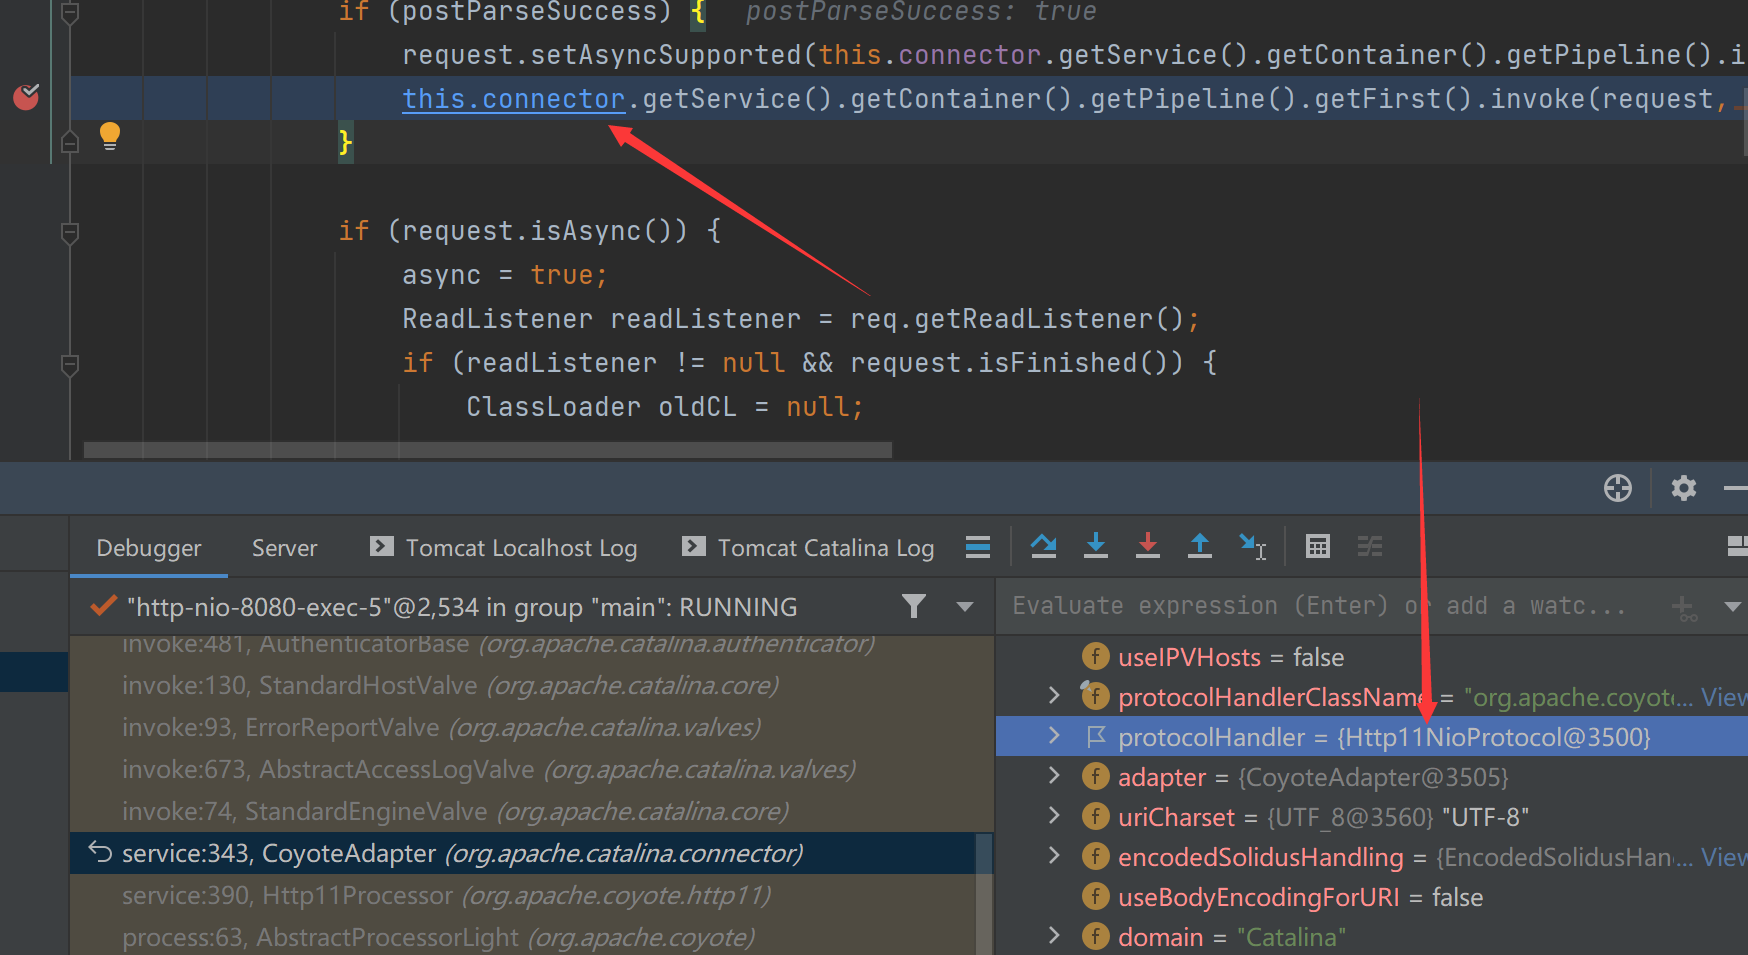 if (postParseSuccess) {   postParseSuccess: true
request.setAsyncSupported(this.connector.getService().getContainer().getPipeline().i
this.connector.getService().getContainer().getPipeline().getFirst().invoke(request,
}
if (request.isAsync()) {
async = true;
ReadListener readListener = req.getReadListener();
if (readListener != null && request.isFinished()) {
ClassLoader oldCL = null;
Debugger Server Tomcat Localhost Log Tomcat Catalina Log
"http-nio-8080-exec-5"@2,534 in group "main": RUNNING
invoke:481, AuthenticatorBase (org.apache.catalina.authenticator)
invoke:130, StandardHostValve (org.apache.catalina.core)
invoke:93, ErrorReportValve (org.apache.catalina.valves)
invoke:673, AbstractAccessLogValve (org.apache.catalina.valves)
invoke:74, StandardEngineValve (org.apache.catalina.core)
service:343, CoyoteAdapter (org.apache.catalina.connector)
service:390, Http11Processor (org.apache.coyote.http11)
process:63, AbstractProcessorLight (org.apache.coyote)
Evaluate expression (Enter) or add a watc...
useIPVHosts = false
protocolHandlerClassName = "org.apache.coyote... View
protocolHandler = {Http11NioProtocol@3500}
adapter = {CoyoteAdapter@3505}
uriCharset = {UTF_8@3560} "UTF-8"
encodedSolidusHandling = {EncodedSolidusHan... View
useBodyEncodingForURI = false
domain = "Catalina"